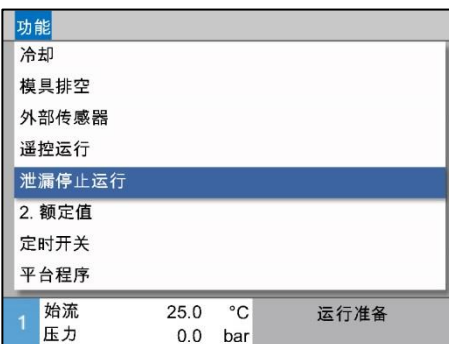 功能
冷却
模具排空
外部传感器
遥控运行
泄漏停止运行
2. 额定值
定时开关
平台程序
1 始流 25.0 °C 运行准备
压力 0.0 bar